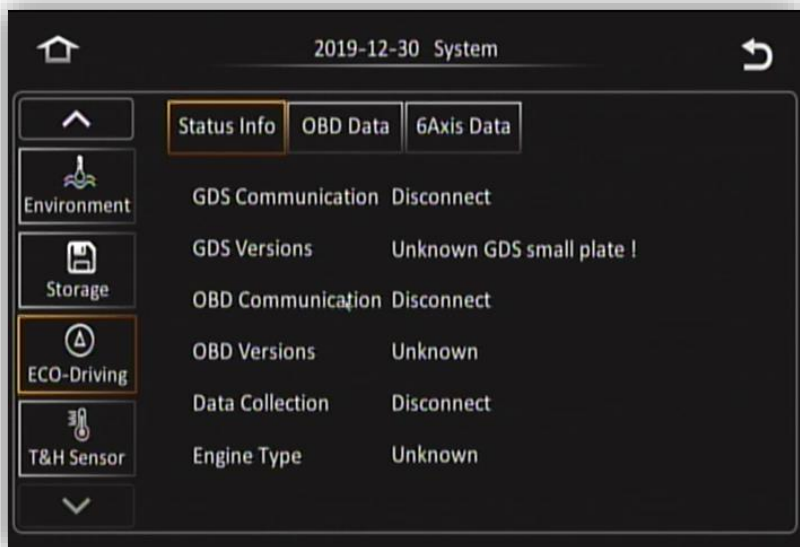 2019-12-30 System
Status Info OBD Data 6Axis Data
Environment
Storage
ECO-Driving
T&H Sensor
GDS Communication Disconnect
GDS Versions Unknown GDS small plate !
OBD Communication Disconnect
OBD Versions Unknown
Data Collection Disconnect
Engine Type Unknown